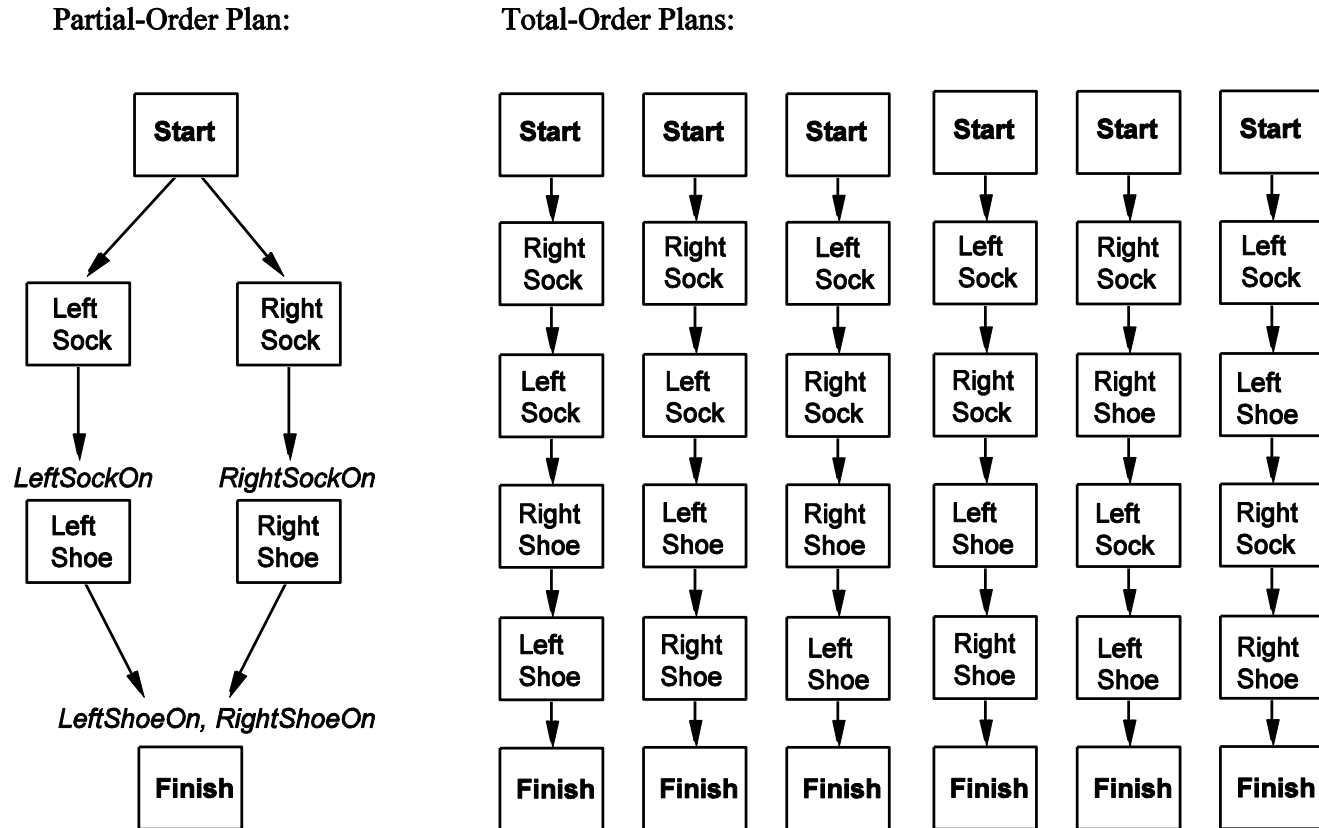 Partial-Order Plan:
Start
Left
Sock
Right
Sock
LeftSockOn
RightSockOn
Left
Shoe
Right
Shoe
LeftShoeOn, RightShoeOn
Finish
Total-Order Plans:
Start
Right
Sock
Left
Sock
Right
Shoe
Left
Shoe
Finish
Start
Right
Sock
Left
Sock
Left
Shoe
Right
Shoe
Finish
Start
Left
Sock
Right
Sock
Right
Shoe
Left
Shoe
Finish
Start
Left
Sock
Right
Sock
Left
Shoe
Right
Shoe
Finish
Start
Right
Sock
Right
Shoe
Left
Sock
Left
Shoe
Finish
Start
Left
Sock
Left
Shoe
Right
Sock
Right
Shoe
Finish